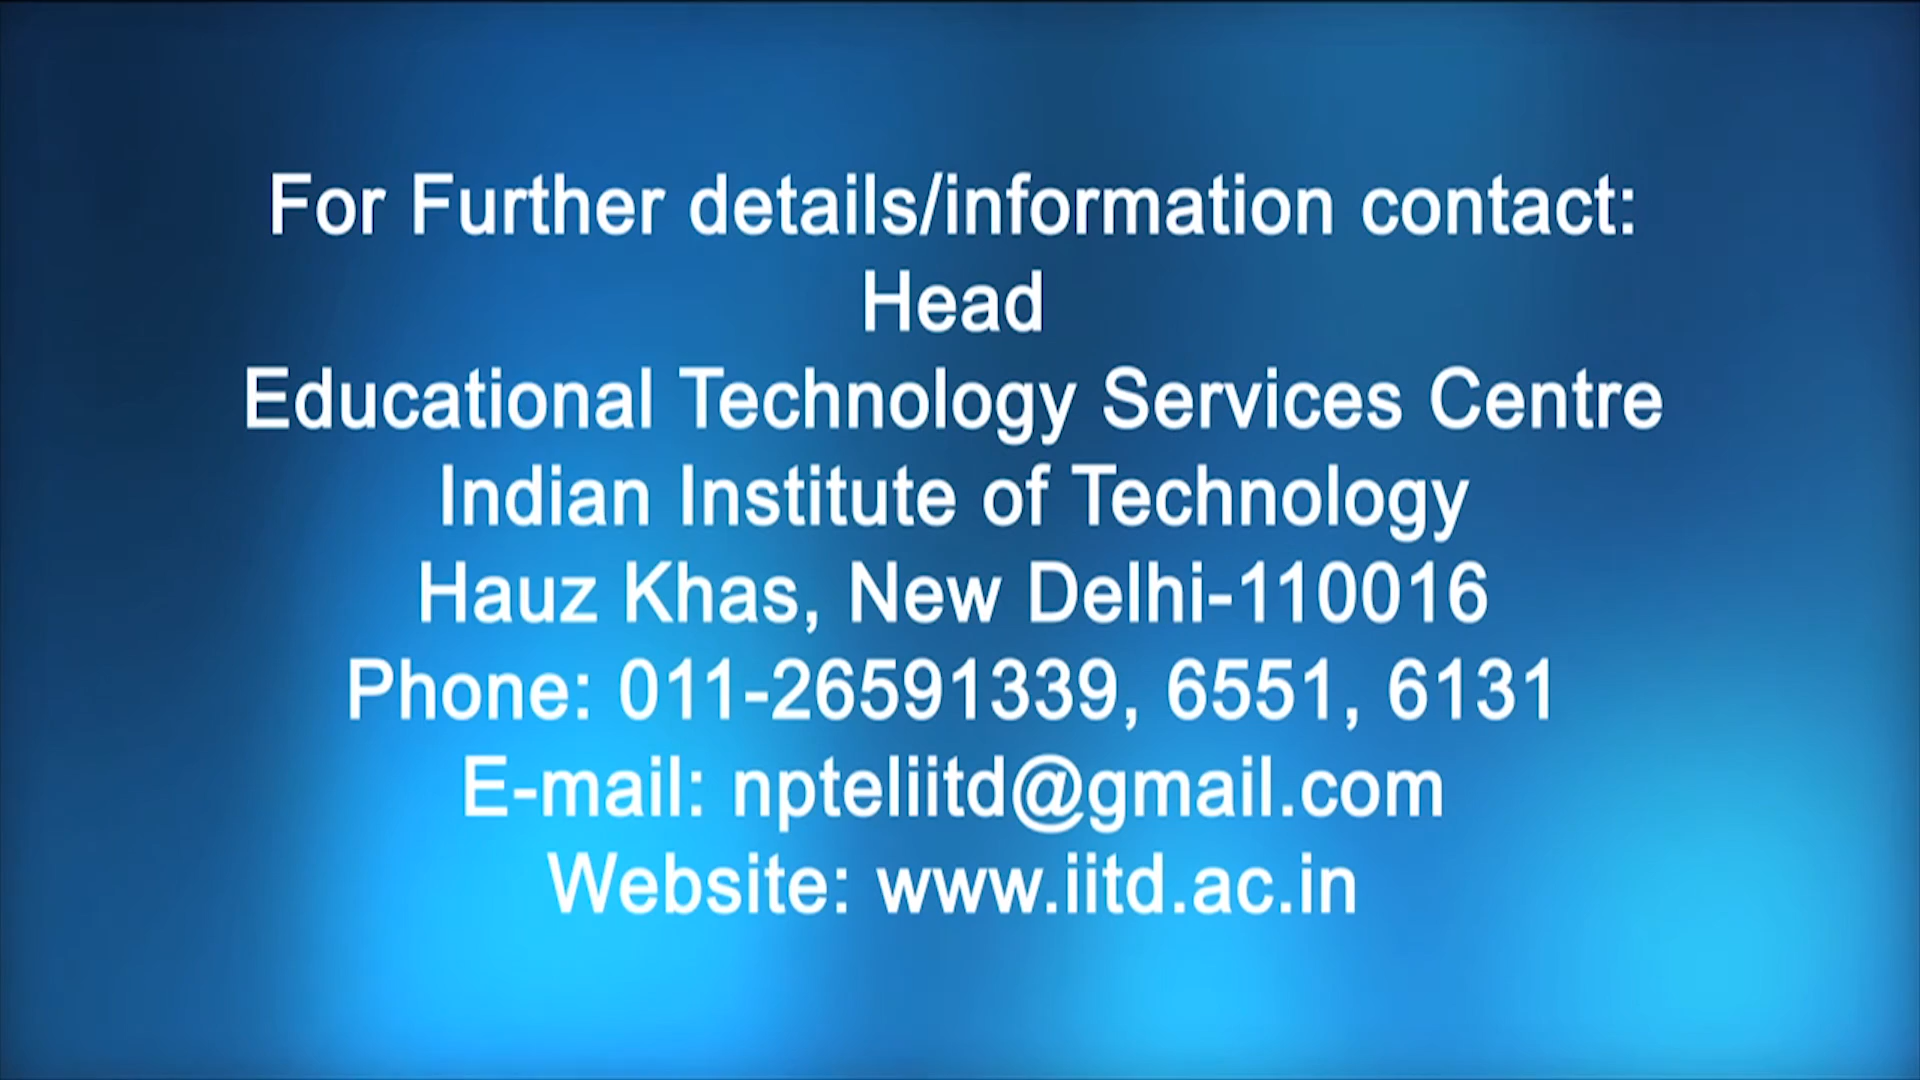 For Further details/information contact:
Head
Educational Technology Services Centre
Indian Institute of Technology
Hauz Khas, New Delhi-110016
Phone: 011-26591339, 6551, 6131
E-mail: npteliitd@gmail.com
Website: www.iitd.ac.in